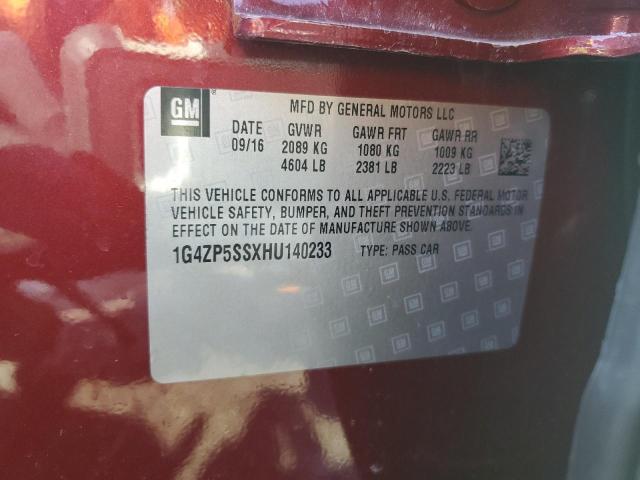 GM
MFD BY GENERAL MOTORS LLC
DATE GVWR GAWR FRT GAWR RR
09/16 2089 KG 1080 KG 1009 KG
4604 LB 2381 LB 2223 LB
THIS VEHICLE CONFORMS TO ALL APPLICABLE U.S. FEDERAL MOTOR
VEHICLE SAFETY, BUMPER, AND THEFT PREVENTION STANDARDS IN
EFFECT ON THE DATE OF MANUFACTURE SHOWN ABOVE.
1G4ZP5SSXHU140233 TYPE: PASS CAR